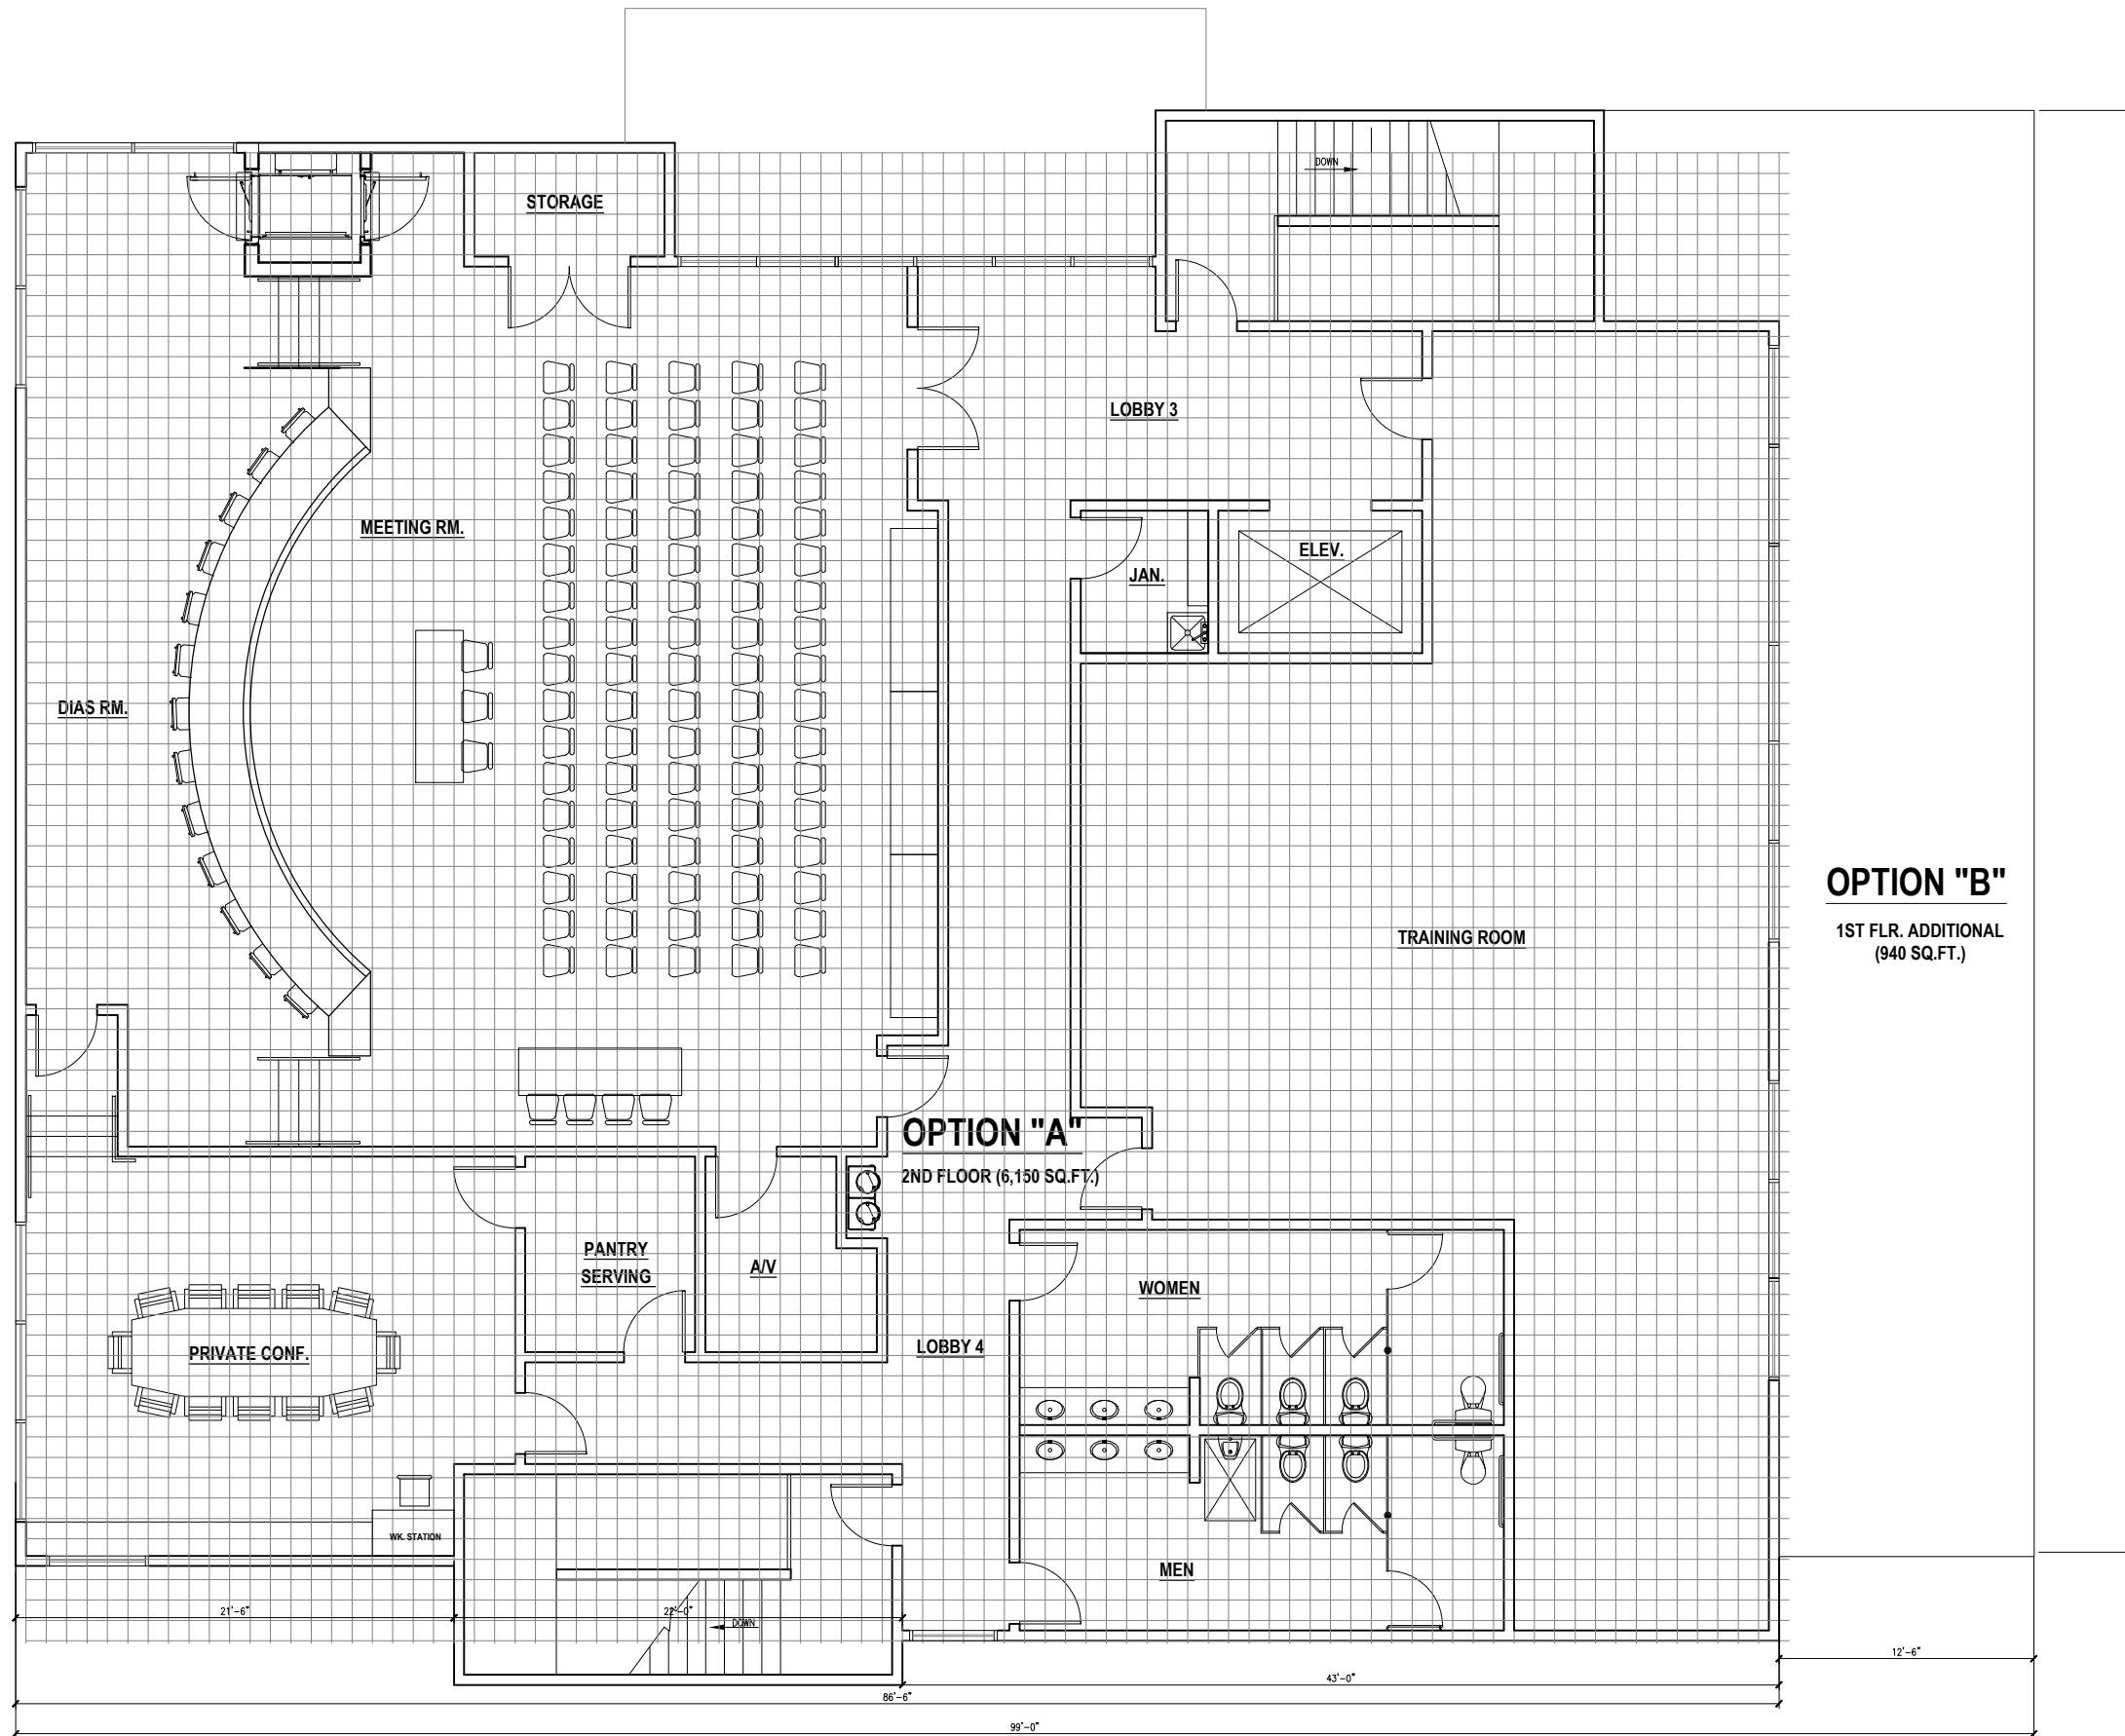 DOWN
STORAGE
LOBBY 3
MEETING RM.
ELEV.
JAN.
DIAS RM.
OPTION "B"
1ST FLR. ADDITIONAL
(940 SQ.FT.)
TRAINING ROOM
OPTION "A"
2ND FLOOR (6,150 SQ.FT.)
PANTRY
SERVING
A/V
WOMEN
LOBBY 4
PRIVATE CONF.
WK. STATION
MEN
21'-6"
22'-0"
DOWN
12'-6"
43'-0"
86'-6"
99'-0"